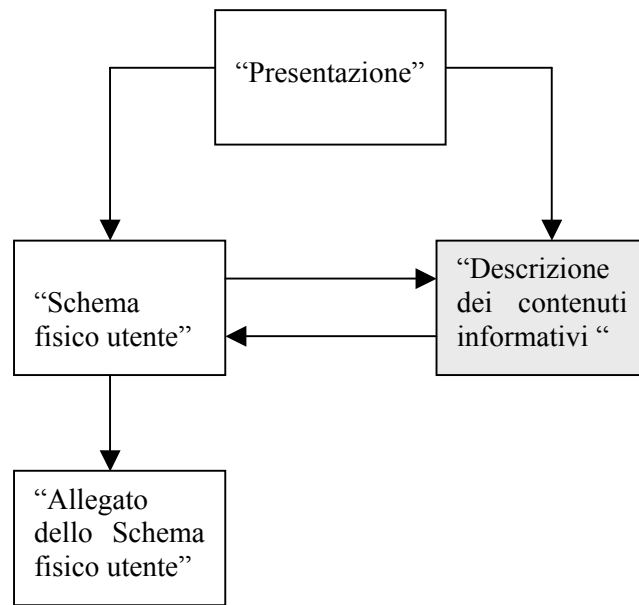 “Presentazione”
“Schema
fisico utente”
“Descrizione
dei contenuti
informativi “
“Allegato
dello Schema
fisico utente”